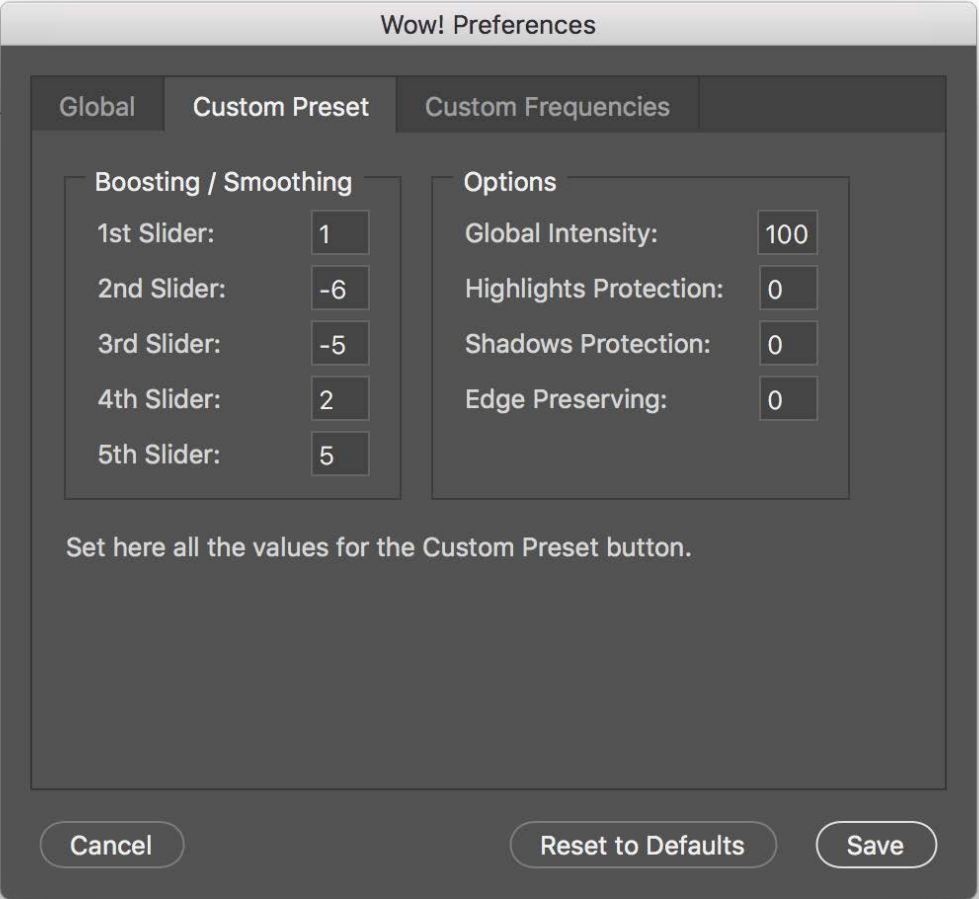 Wow! Preferences
Global Custom Preset Custom Frequencies
Boosting / Smoothing
1st Slider: 1
2nd Slider: -6
3rd Slider: -5
4th Slider: 2
5th Slider: 5
Options
Global Intensity: 100
Highlights Protection: 0
Shadows Protection: 0
Edge Preserving: 0
Set here all the values for the Custom Preset button.
Cancel Reset to Defaults Save